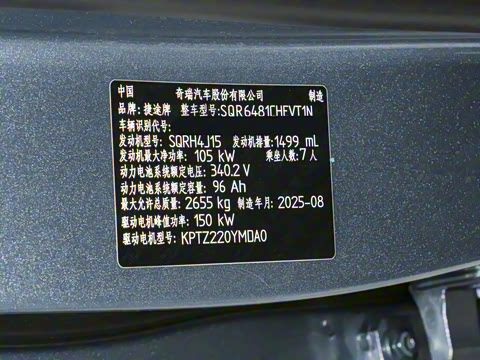 中国 奇瑞汽车股份有限公司 制造
品牌: 捷途牌 整车型号: SQR6481CHEVT1N
车辆识别代号:
发动机型号: SQRH4J15 发动机排量: 1499 mL
发动机最大净功率: 105 kW 乘坐人数: 7 人
动力电池系统额定电压: 340.2 V
动力电池系统额定容量: 96 Ah
最大允许总质量: 2655 kg 制造年月: 2025-08
驱动电机峰值功率: 150 kW
驱动电机型号: KPTZ220YMDA0